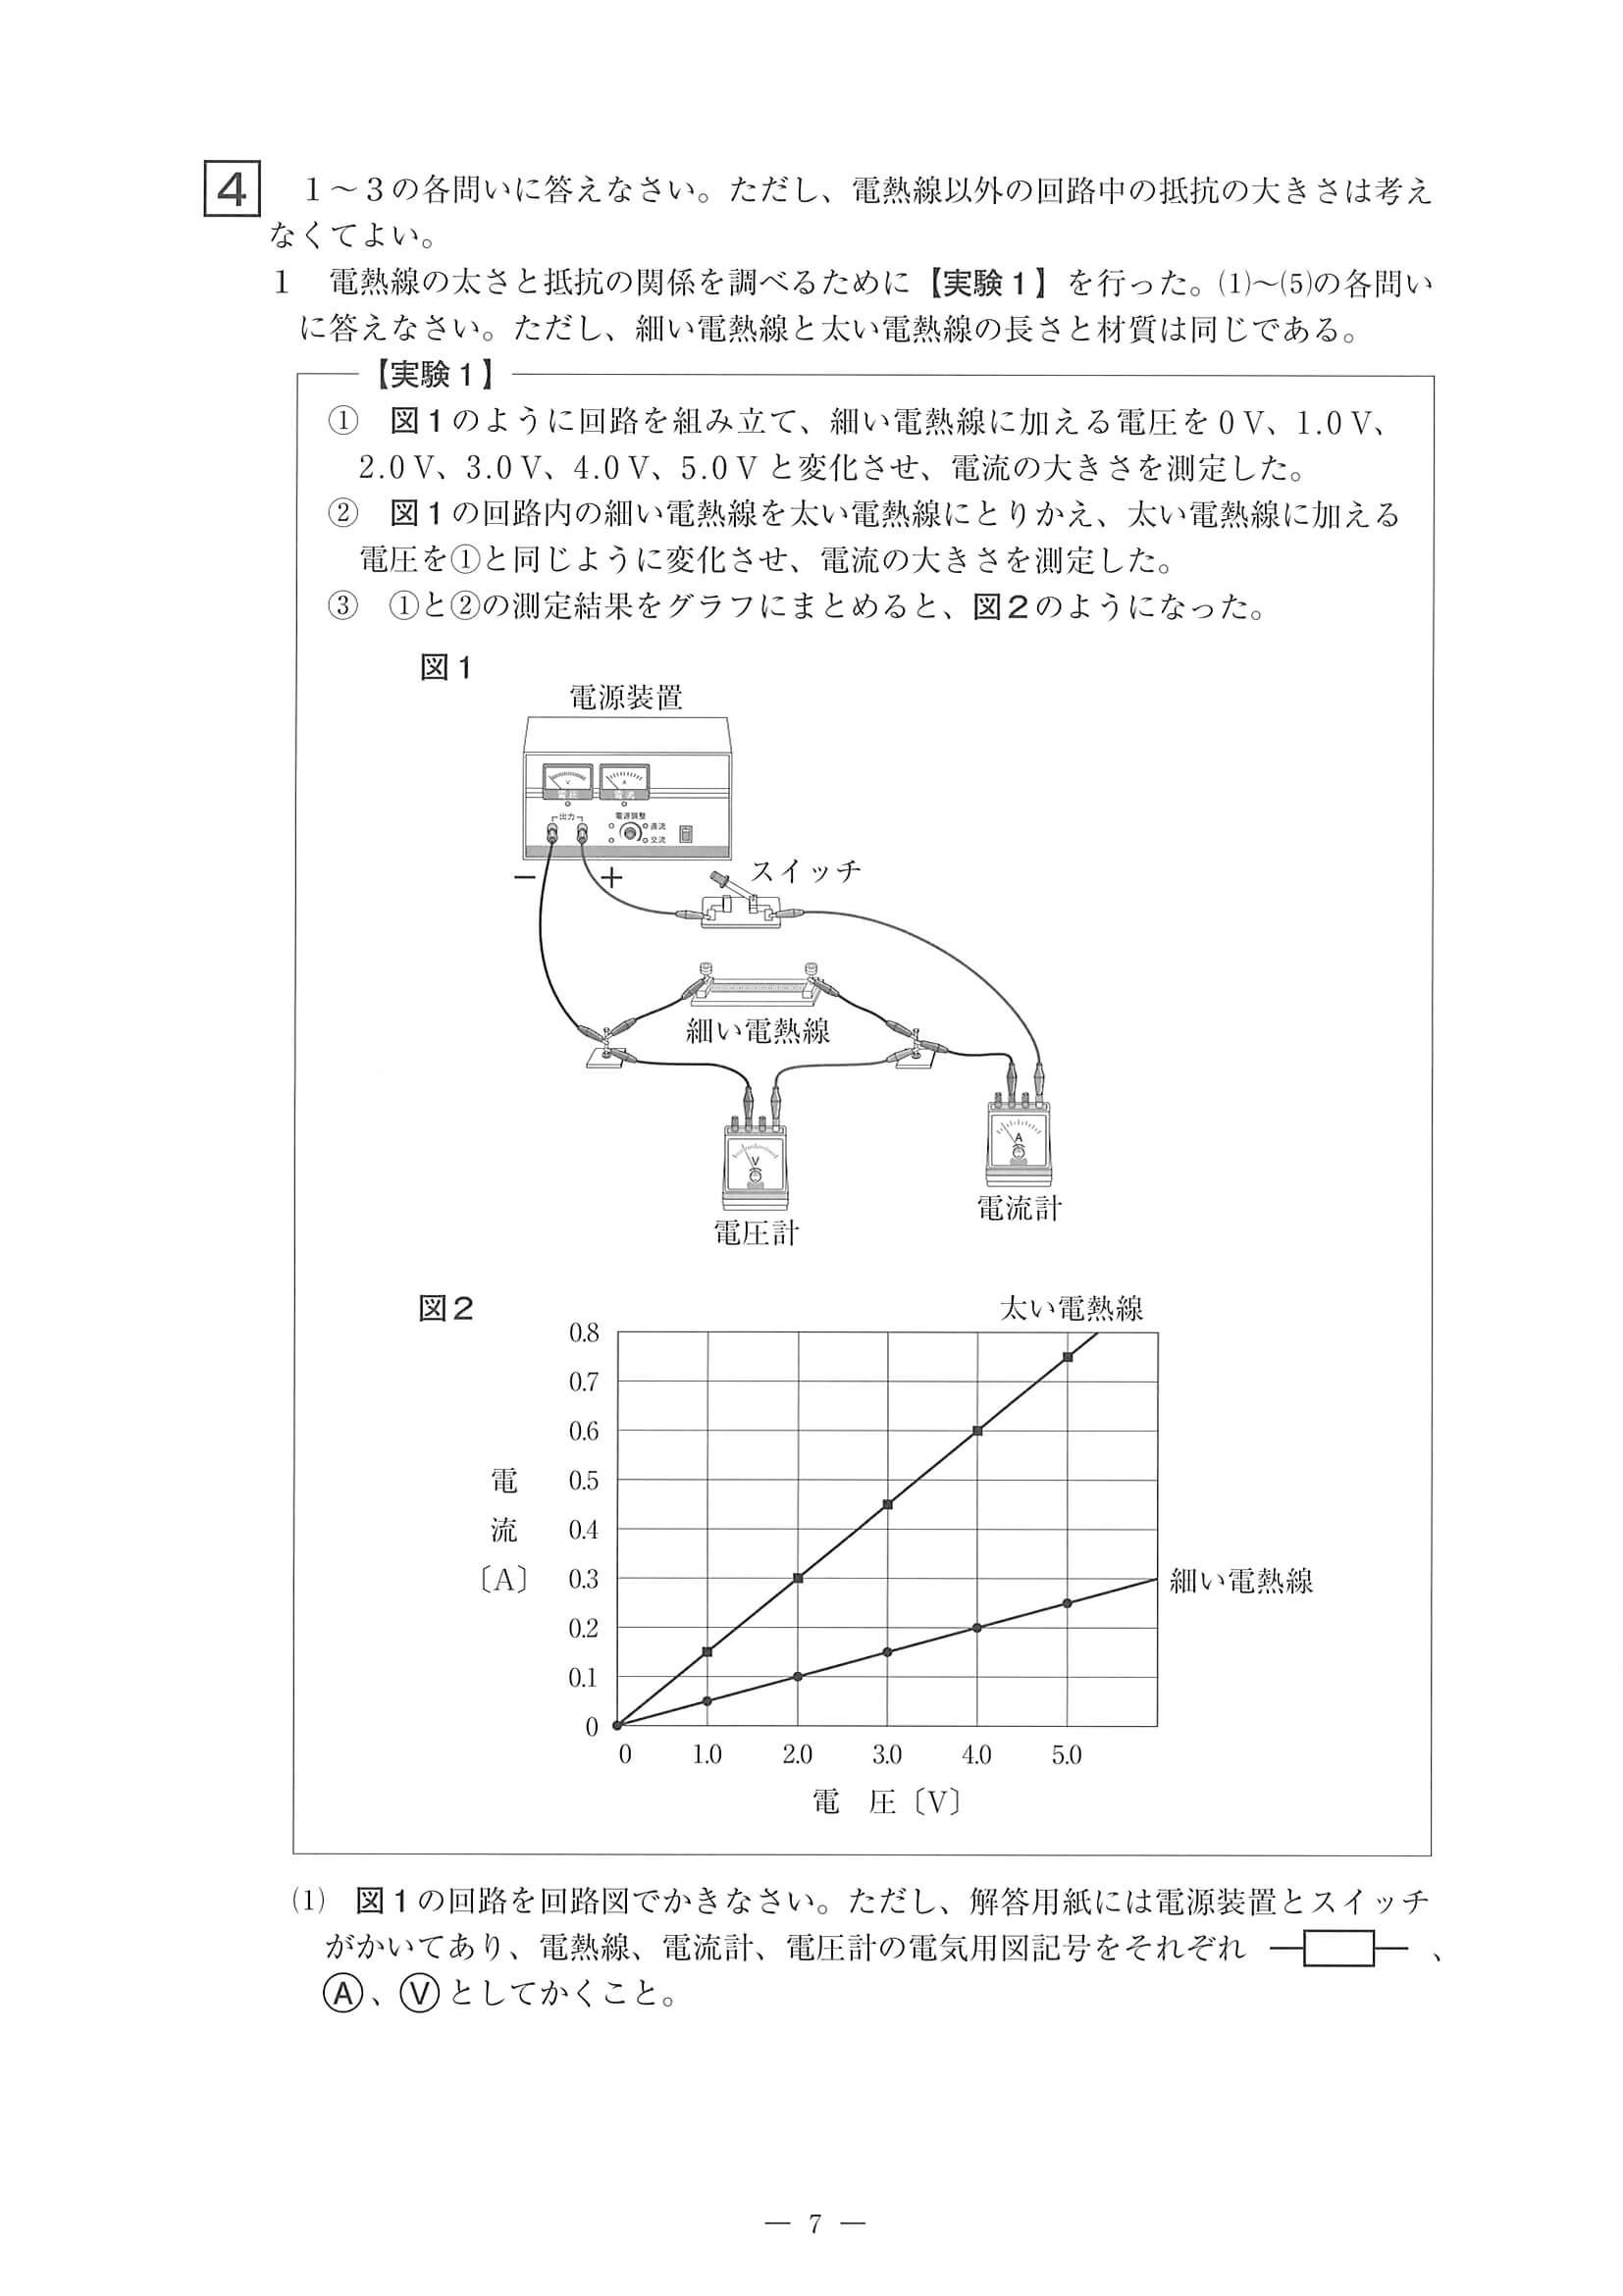 4　1～3の各問いに答えなさい。ただし、電熱線以外の回路中の抵抗の大きさは考え
なくてよい。
1　電熱線の太さと抵抗の関係を調べるために【実験1】を行った。(1)～(5)の各問い
に答えなさい。ただし、細い電熱線と太い電熱線の長さと材質は同じである。
【実験1】
①　図1のように回路を組み立て、細い電熱線に加える電圧を0V、1.0V、
2.0V、3.0V、4.0V、5.0Vと変化させ、電流の大きさを測定した。
②　図1の回路内の細い電熱線を太い電熱線にとりかえ、太い電熱線に加える
電圧を①と同じように変化させ、電流の大きさを測定した。
③　①と②の測定結果をグラフにまとめると、図2のようになった。
図1
電源装置
V
A
出力
電源調整
直流
交流
－
＋
スイッチ
細い電熱線
V
A
電流計
電圧計
図2
太い電熱線
0.8
0.7
0.6
0.5
0.4
0.3
0.2
0.1
0
電流〔A〕
細い電熱線
0 1.0 2.0 3.0 4.0 5.0
電　圧〔V〕
(1)　図1の回路を回路図でかきなさい。ただし、解答用紙には電源装置とスイッチ
がかいてあり、電熱線、電流計、電圧計の電気用図記号をそれぞれ　　　、
Ⓐ、Ⓥとしてかくこと。
― 7 ―